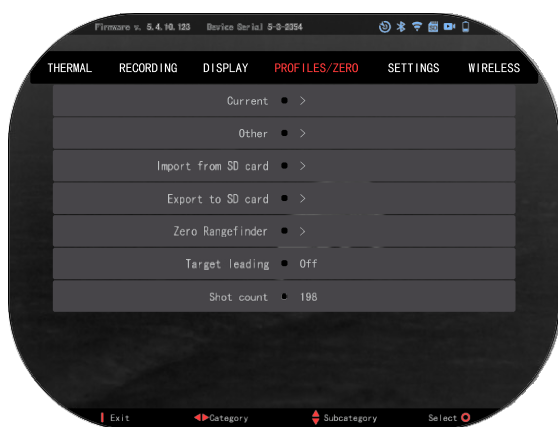 Firmware v. 5.4.10.123 Device Serial 5-3-2354
THERMAL RECORDING DISPLAY PROFILES/ZERO SETTINGS WIRELESS
Current >
Other >
Import from SD card >
Export to SD card >
Zero Rangefinder >
Target leading Off
Shot count 198
Exit Category Subcategory Select